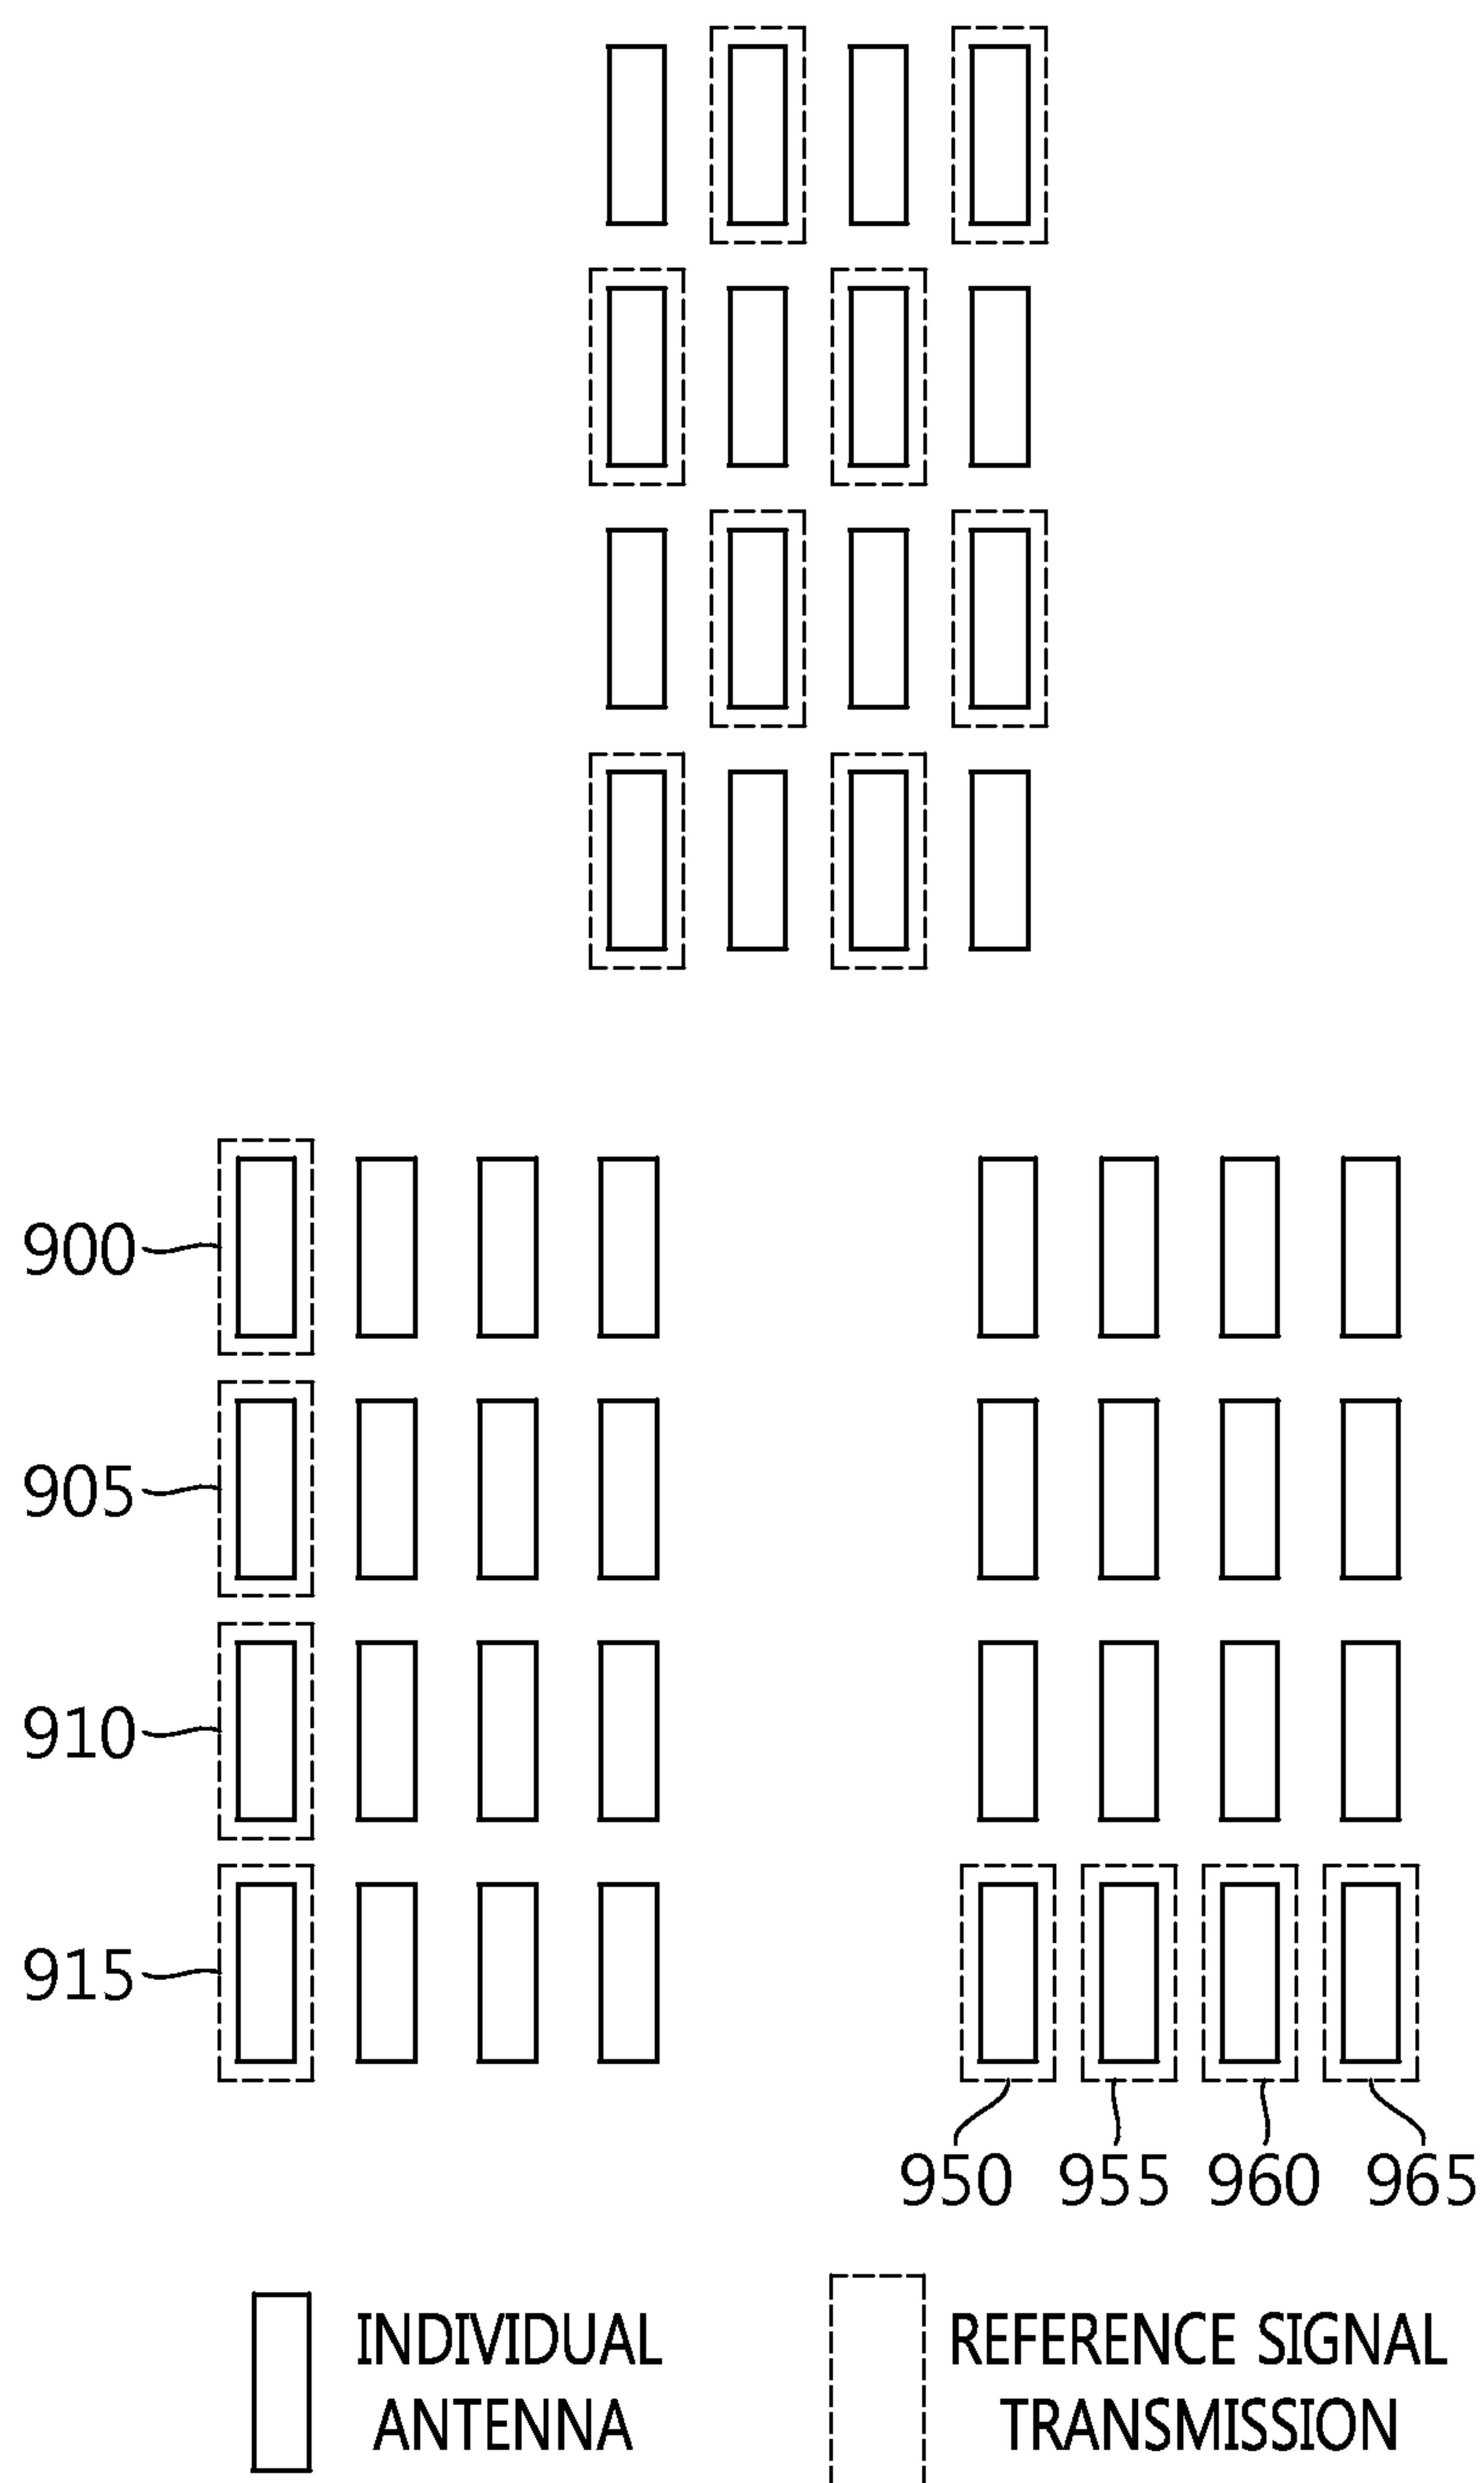 900
905
910
915
950 955 960 965
INDIVIDUAL
ANTENNA
REFERENCE SIGNAL
TRANSMISSION